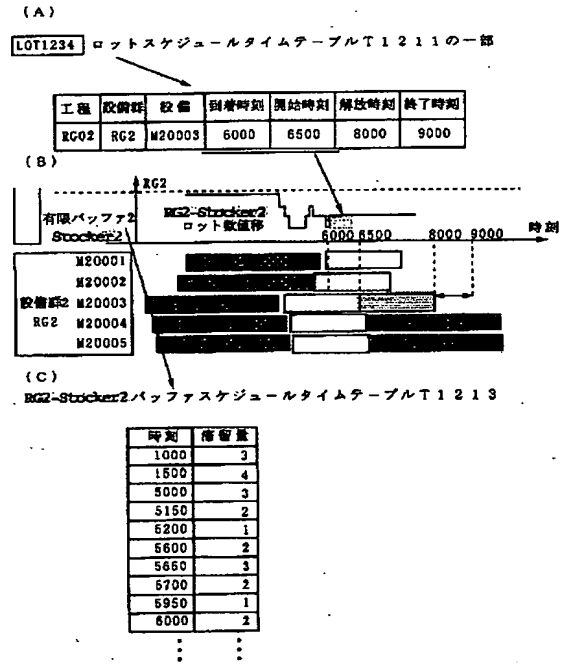 (A)
LOT1234 ロットスケジュールタイムテーブルT1211の一部
工程 設備群 設備 到着時刻 開始時刻 解放時刻 終了時刻
RG02 RG2 M20003 6000 6500 8000 9000
(B)
RG2
有限バッファ2
Stocker2
RG2-Stocker2
ロット数値移
時刻
6000 6500 8000 9000
M20001
M20002
設備群2 M20003
RG2 M20004
M20005
(C)
RG2-Stocker2バッファスケジュールタイムテーブルT1213
時刻 滞留量
1000 3
1500 4
5000 3
5150 2
5200 1
5600 2
5650 3
5700 2
5950 1
6000 2